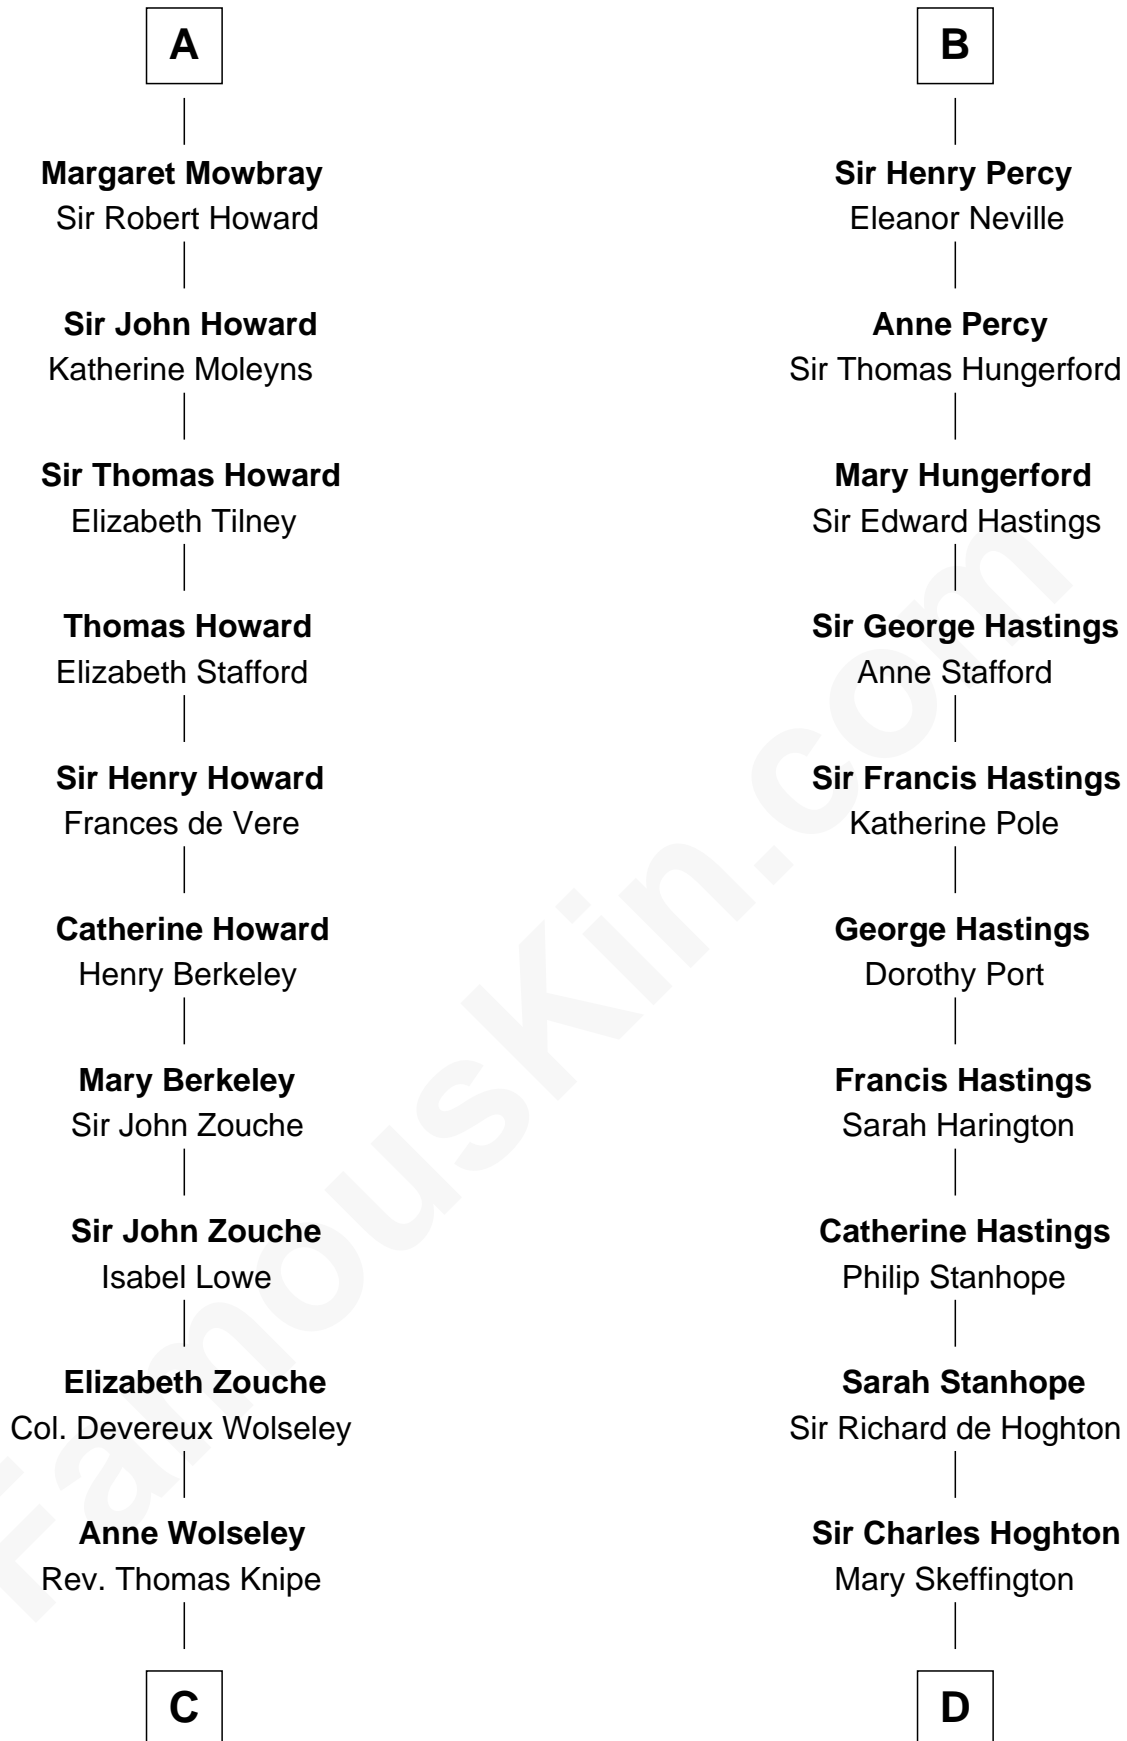 A
Margaret Mowbray
Sir Robert Howard
Sir John Howard
Katherine Moleyns
Sir Thomas Howard
Elizabeth Tilney
Thomas Howard
Elizabeth Stafford
Sir Henry Howard
Frances de Vere
Catherine Howard
Henry Berkeley
Mary Berkeley
Sir John Zouche
Sir John Zouche
Isabel Lowe
Elizabeth Zouche
Col. Devereux Wolseley
Anne Wolseley
Rev. Thomas Knipe
C
B
Sir Henry Percy
Eleanor Neville
Anne Percy
Sir Thomas Hungerford
Mary Hungerford
Sir Edward Hastings
Sir George Hastings
Anne Stafford
Sir Francis Hastings
Katherine Pole
George Hastings
Dorothy Port
Francis Hastings
Sarah Harington
Catherine Hastings
Philip Stanhope
Sarah Stanhope
Sir Richard de Hoghton
Sir Charles Hoghton
Mary Skeffington
D
FamousKin.com